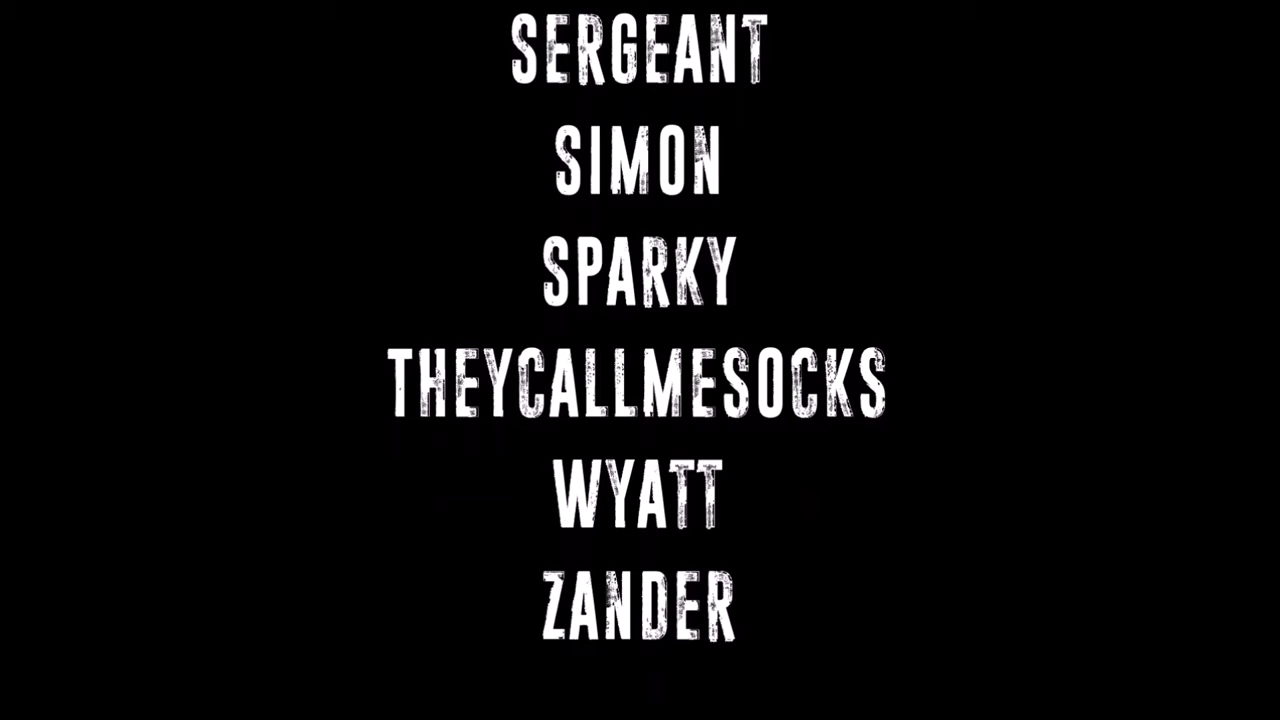 SERGEANT
SIMON
SPARKY
THEYCALLMESOCKS
WYATT
ZANDER